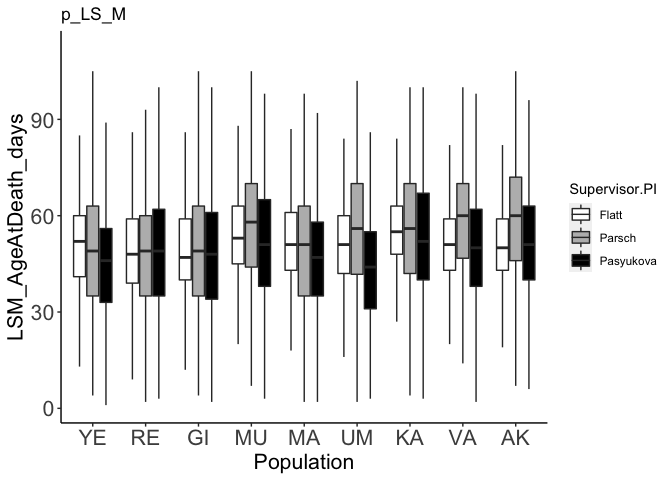 p_LS_M
LSM_AgeAtDeath_days
90
60
30
0
YE RE GI MU MA UM KA VA AK
Population
Supervisor.PI
Flatt
Parsch
Pasyukova